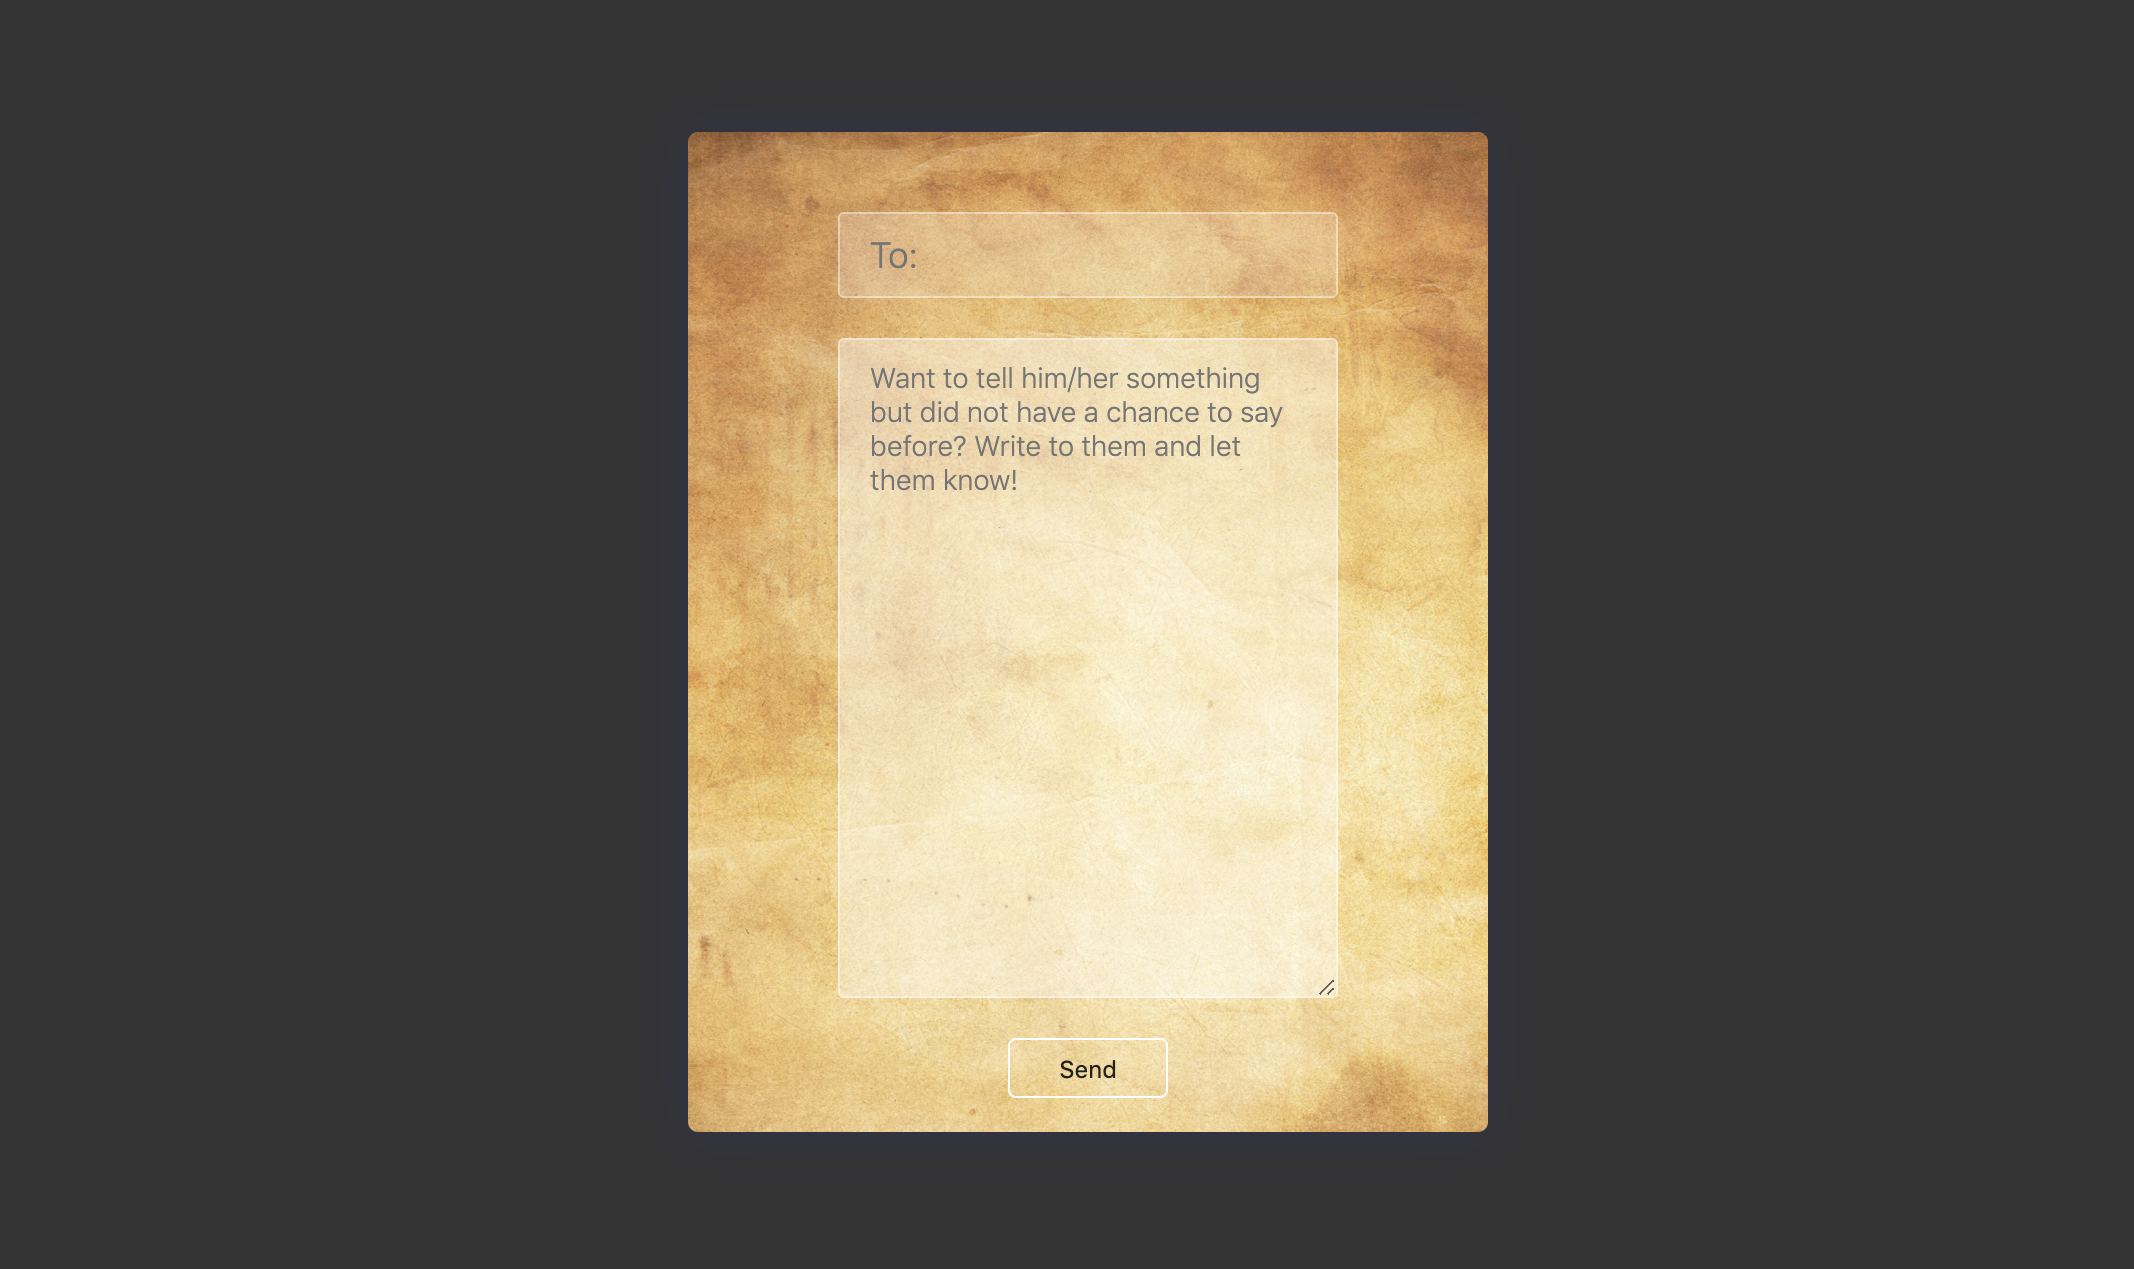 To:
Want to tell him/her something
but did not have a chance to say
before? Write to them and let
them know!
Send